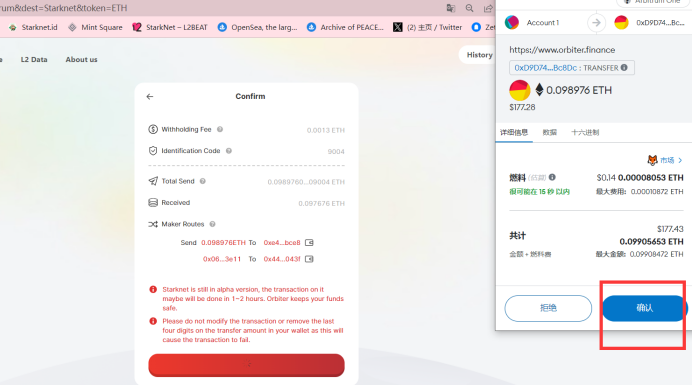 rum&dest=Starknet&token=ETH
Starknet.id
Mint Square
StarkNet – L2BEAT
OpenSea, the larg...
Archive of PEACE...
(2) 主页 / Twitter
Zet
L2 Data
About us
History
Confirm
Withholding Fee
0.0013 ETH
Identification Code
9004
Total Send
0.0989760...09004 ETH
Received
0.097676 ETH
Maker Routes
Send 0.098976ETH To 0xe4...bce8
0x06...3e11 To 0x44...043f
Starknet is still in alpha version, the transaction on it
maybe will be done in 1~2 hours. Orbiter keeps your funds
safe.
Please do not modify the transaction or remove the last
four digits on the transfer amount in your wallet as this will
cause the transaction to fail.
Arbitrum One
Account 1
0xD9D74...Bc...
https://www.orbiter.finance
0xD9D74...Bc8Dc : TRANSFER
0.098976 ETH
$177.28
详细信息
数据
十六进制
市场 >
燃料 (估算)
$0.14 0.00008053 ETH
很可能在 15 秒 以内
最大费用: 0.00010872 ETH
共计
$177.43
0.09905653 ETH
金额 + 燃料费
最大金额: 0.09908472 ETH
拒绝
确认